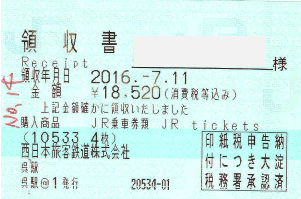 領収書
Receipt
様
領収年月日 2016.-7.11
金額 ¥18,520(消費税等込み)
上記金額確かに領収いたしました
購入商品 JR乗車券類 JR tickets
(10533 4枚)
西日本旅客鉄道株式会社
呉駅
呉駅@1発行 20534-01
印紙税申告納
付につき大淀
税務署承認済
No.14